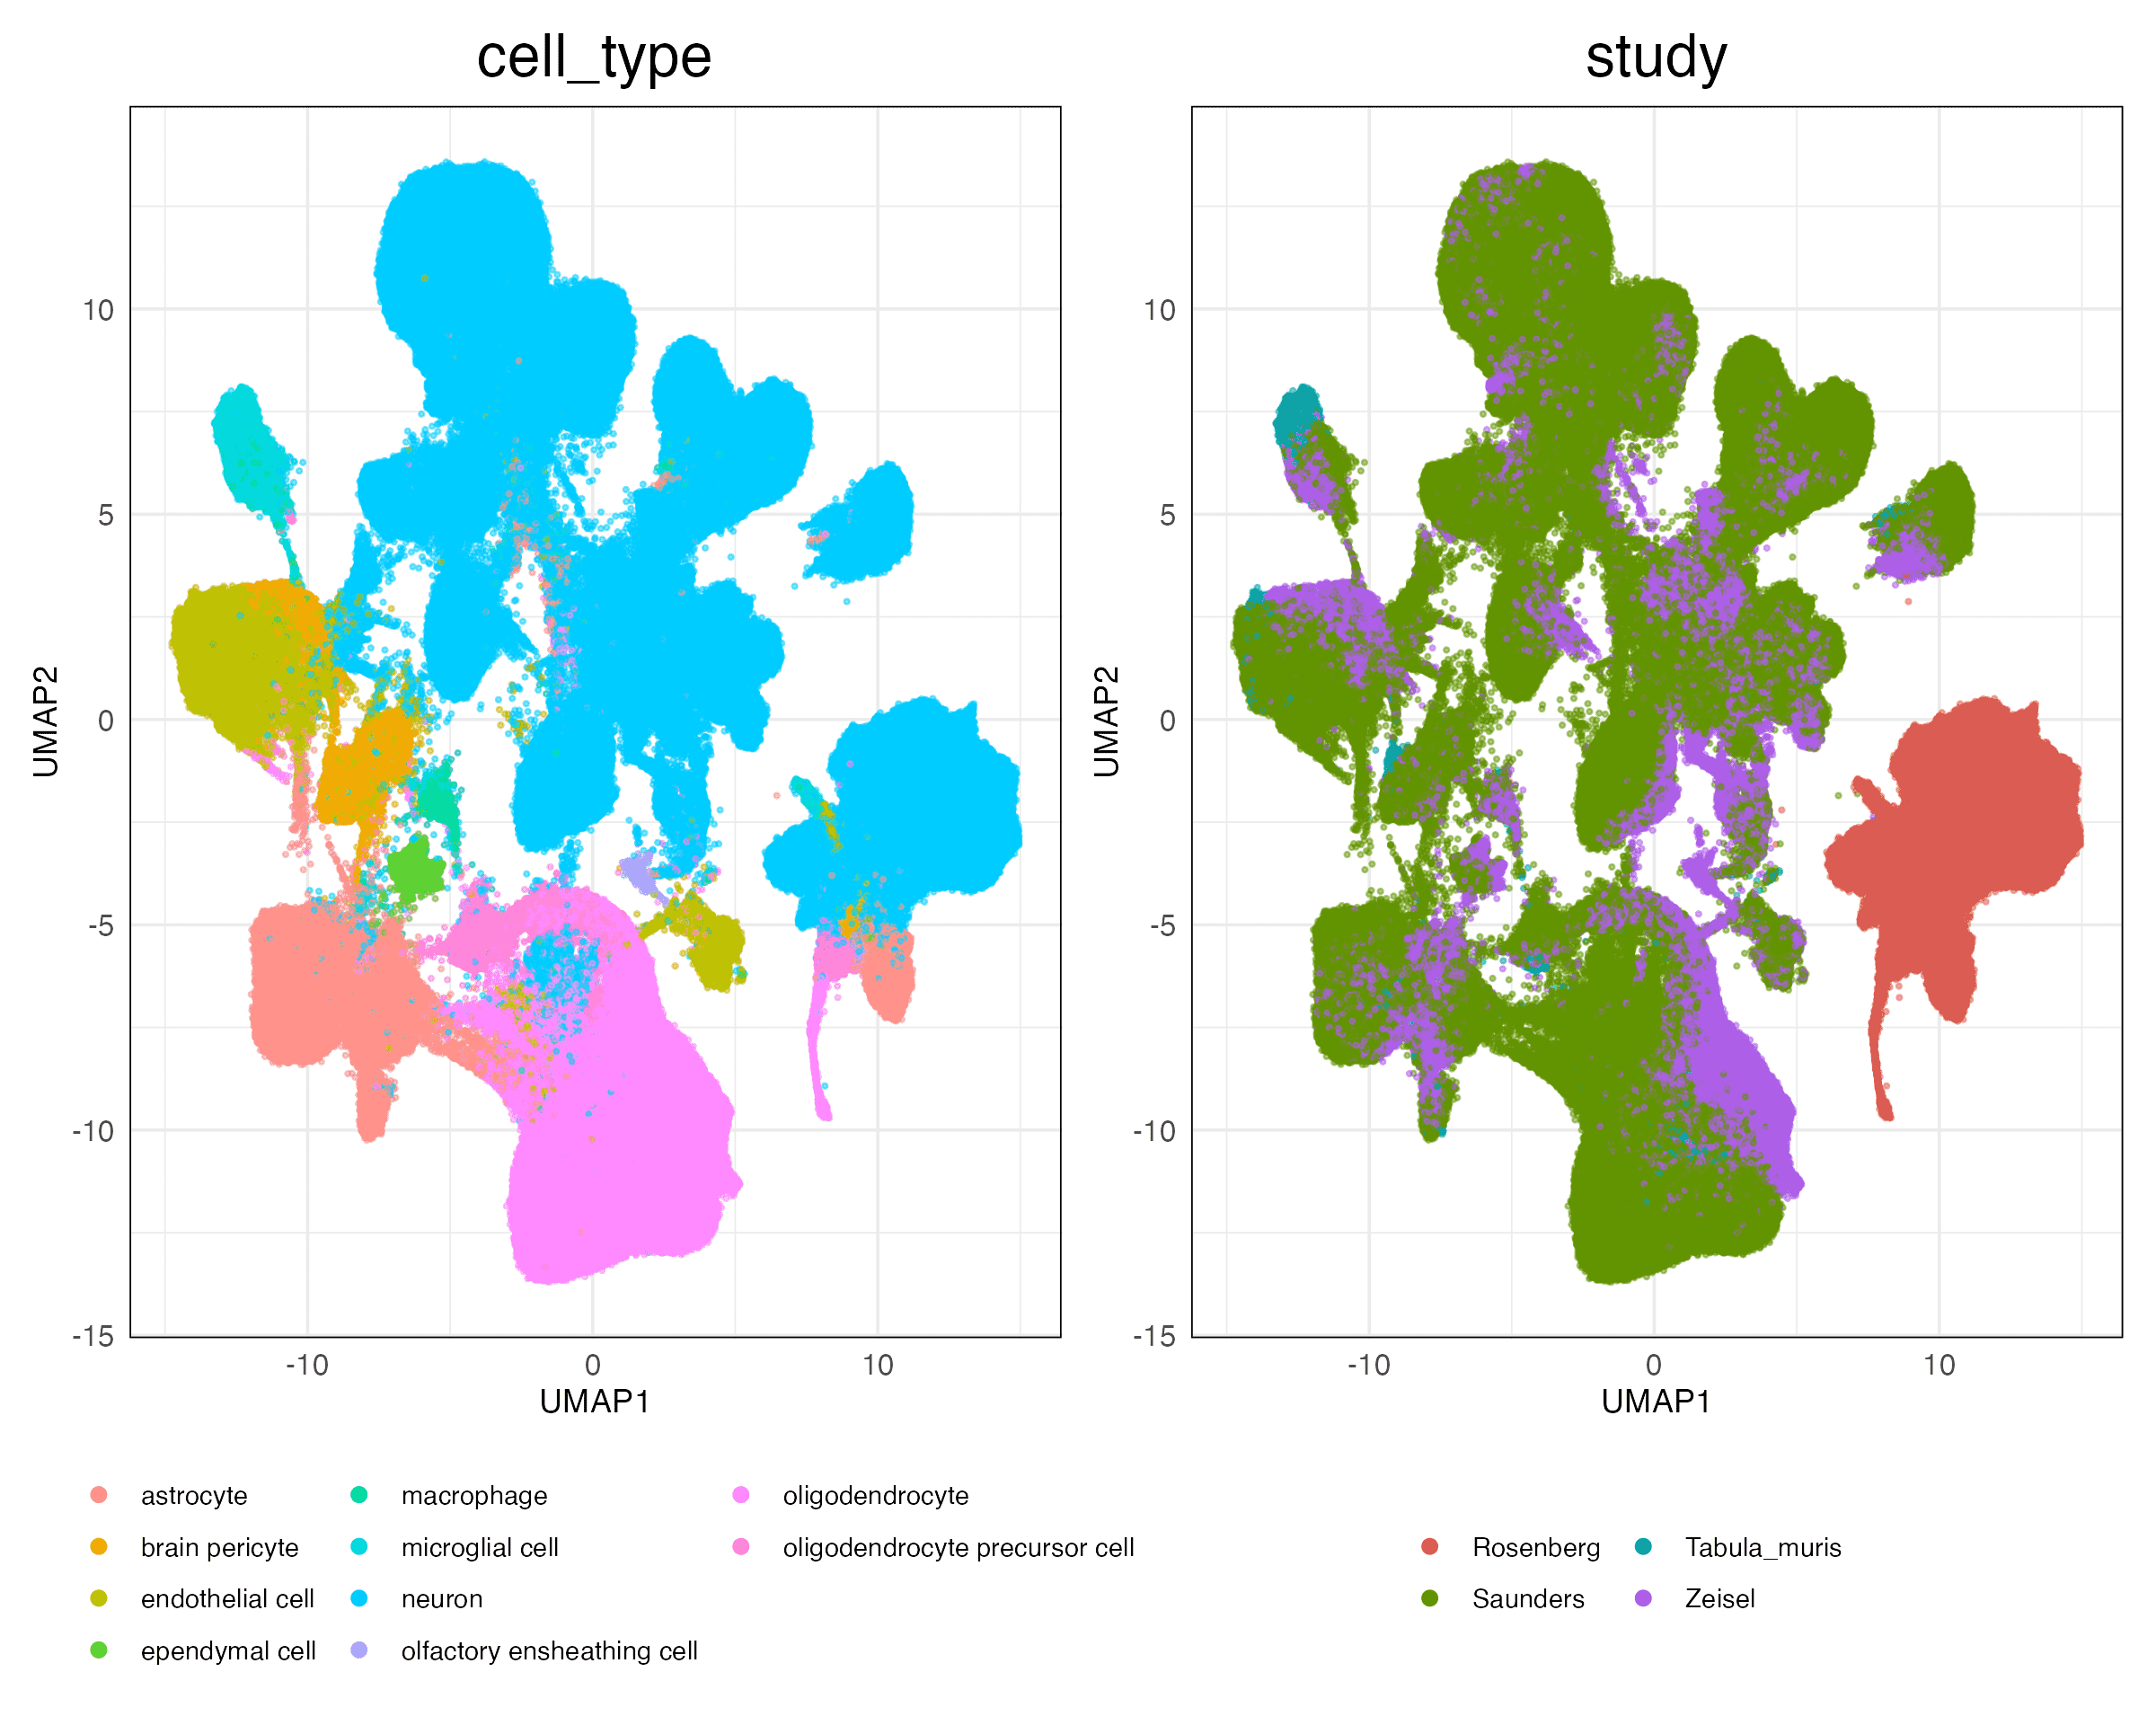 cell_type
study
UMAP2
10
5
0
-5
-10
-15
-10
0
10
UMAP1
UMAP2
10
5
0
-5
-10
-15
-10
0
10
UMAP1
astrocyte
brain pericyte
endothelial cell
ependymal cell
macrophage
microglial cell
neuron
olfactory ensheathing cell
oligodendrocyte
oligodendrocyte precursor cell
Rosenberg
Saunders
Tabula_muris
Zeisel